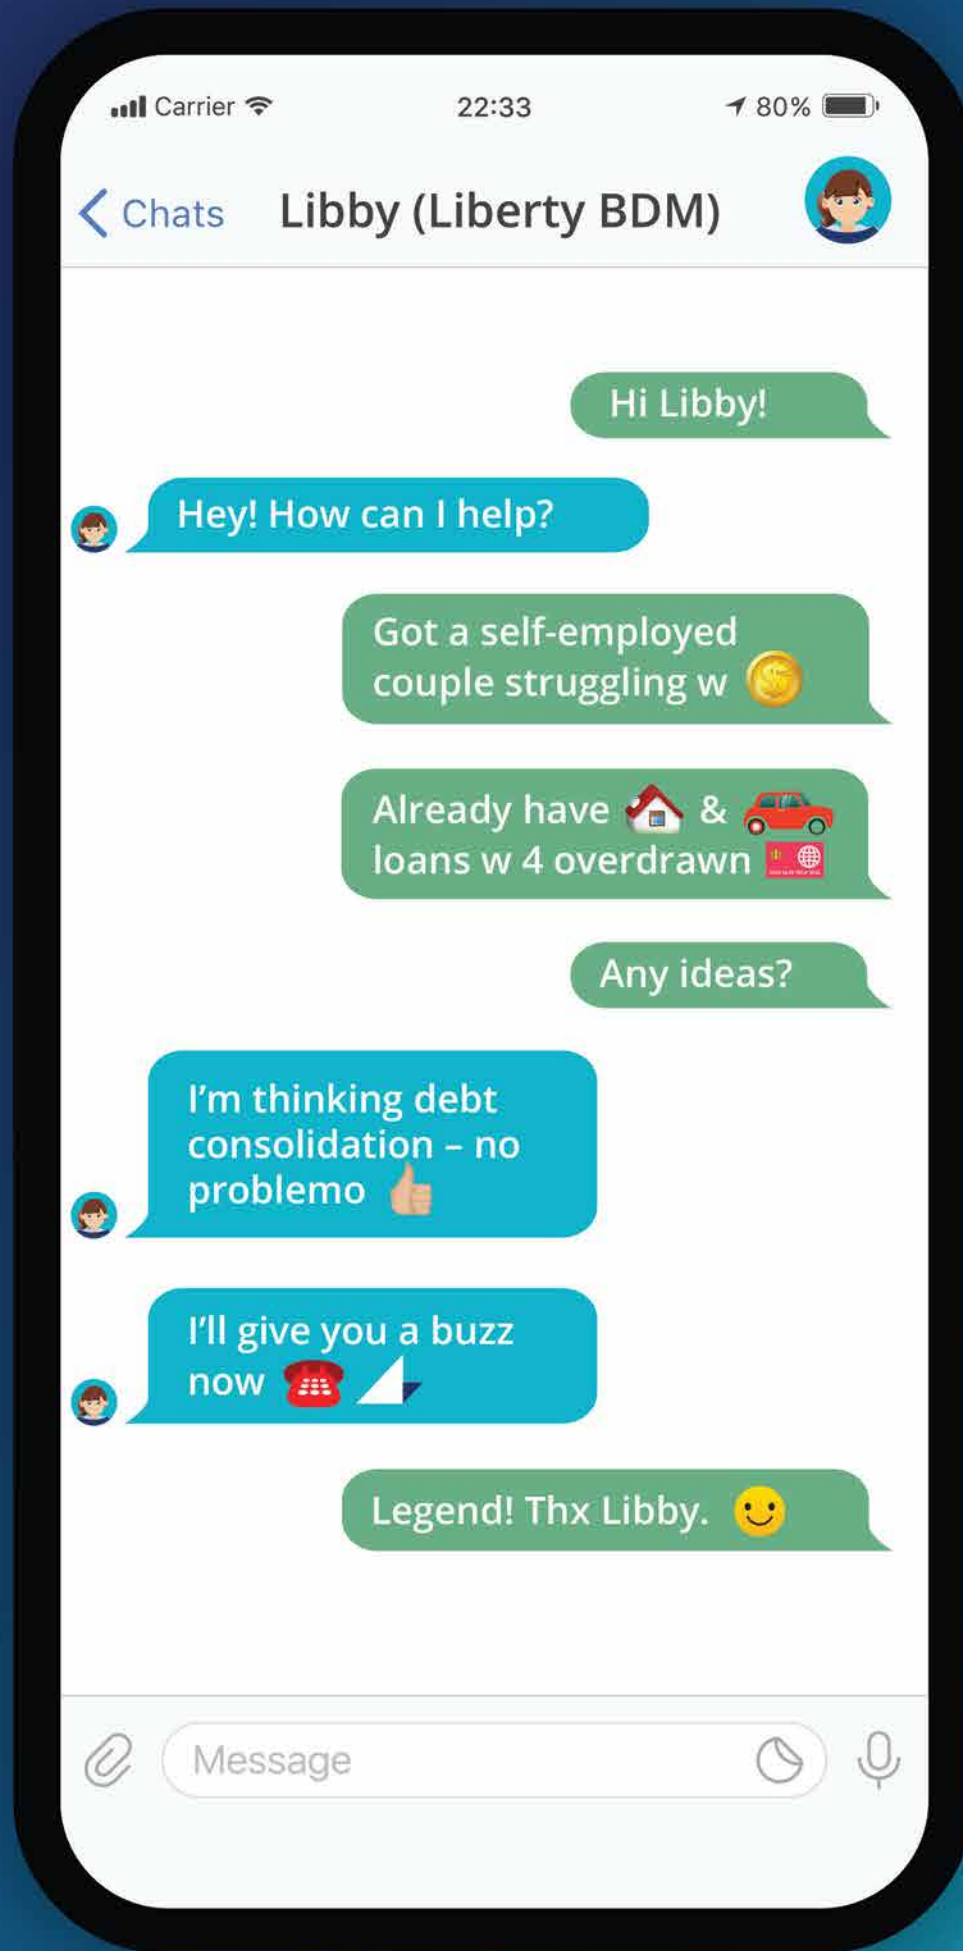 Carrier 22:33 80%
Chats Libby (Liberty BDM)
Hi Libby!
Hey! How can I help?
Got a self-employed
couple struggling w
Already have &
loans w 4 overdrawn
Any ideas?
I'm thinking debt
consolidation – no
problemo
I'll give you a buzz
now
Legend! Thx Libby.
Message